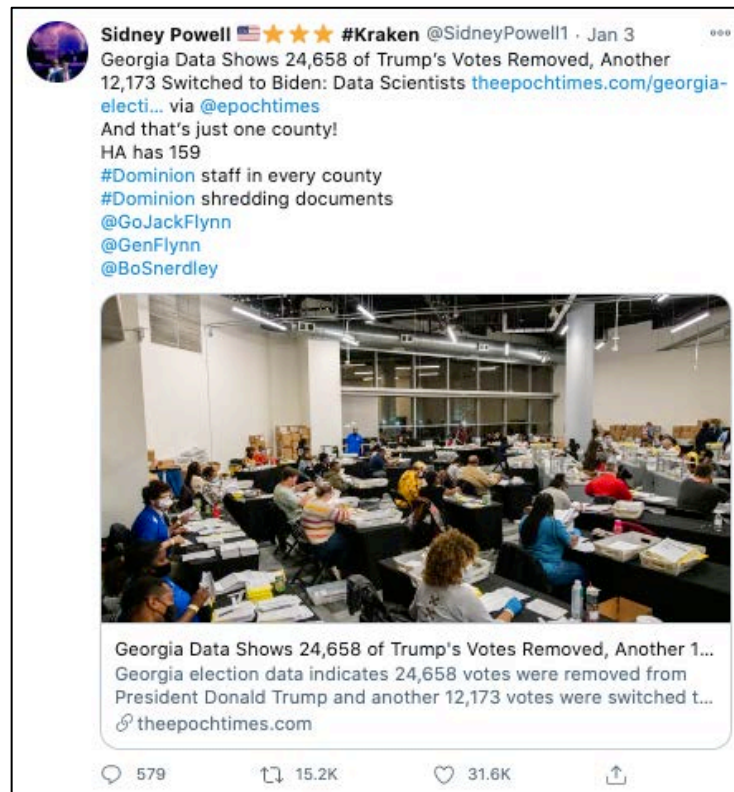 Sidney Powell 🇺🇸⭐⭐⭐ #Kraken @SidneyPowell1 · Jan 3
Georgia Data Shows 24,658 of Trump's Votes Removed, Another
12,173 Switched to Biden: Data Scientists theepochtimes.com/georgia-
electi... via @epochtimes
And that's just one county!
HA has 159
#Dominion staff in every county
#Dominion shredding documents
@GoJackFlynn
@GenFlynn
@BoSnerdley
Georgia Data Shows 24,658 of Trump's Votes Removed, Another 1...
Georgia election data indicates 24,658 votes were removed from
President Donald Trump and another 12,173 votes were switched t...
theepochtimes.com
579 15.2K 31.6K